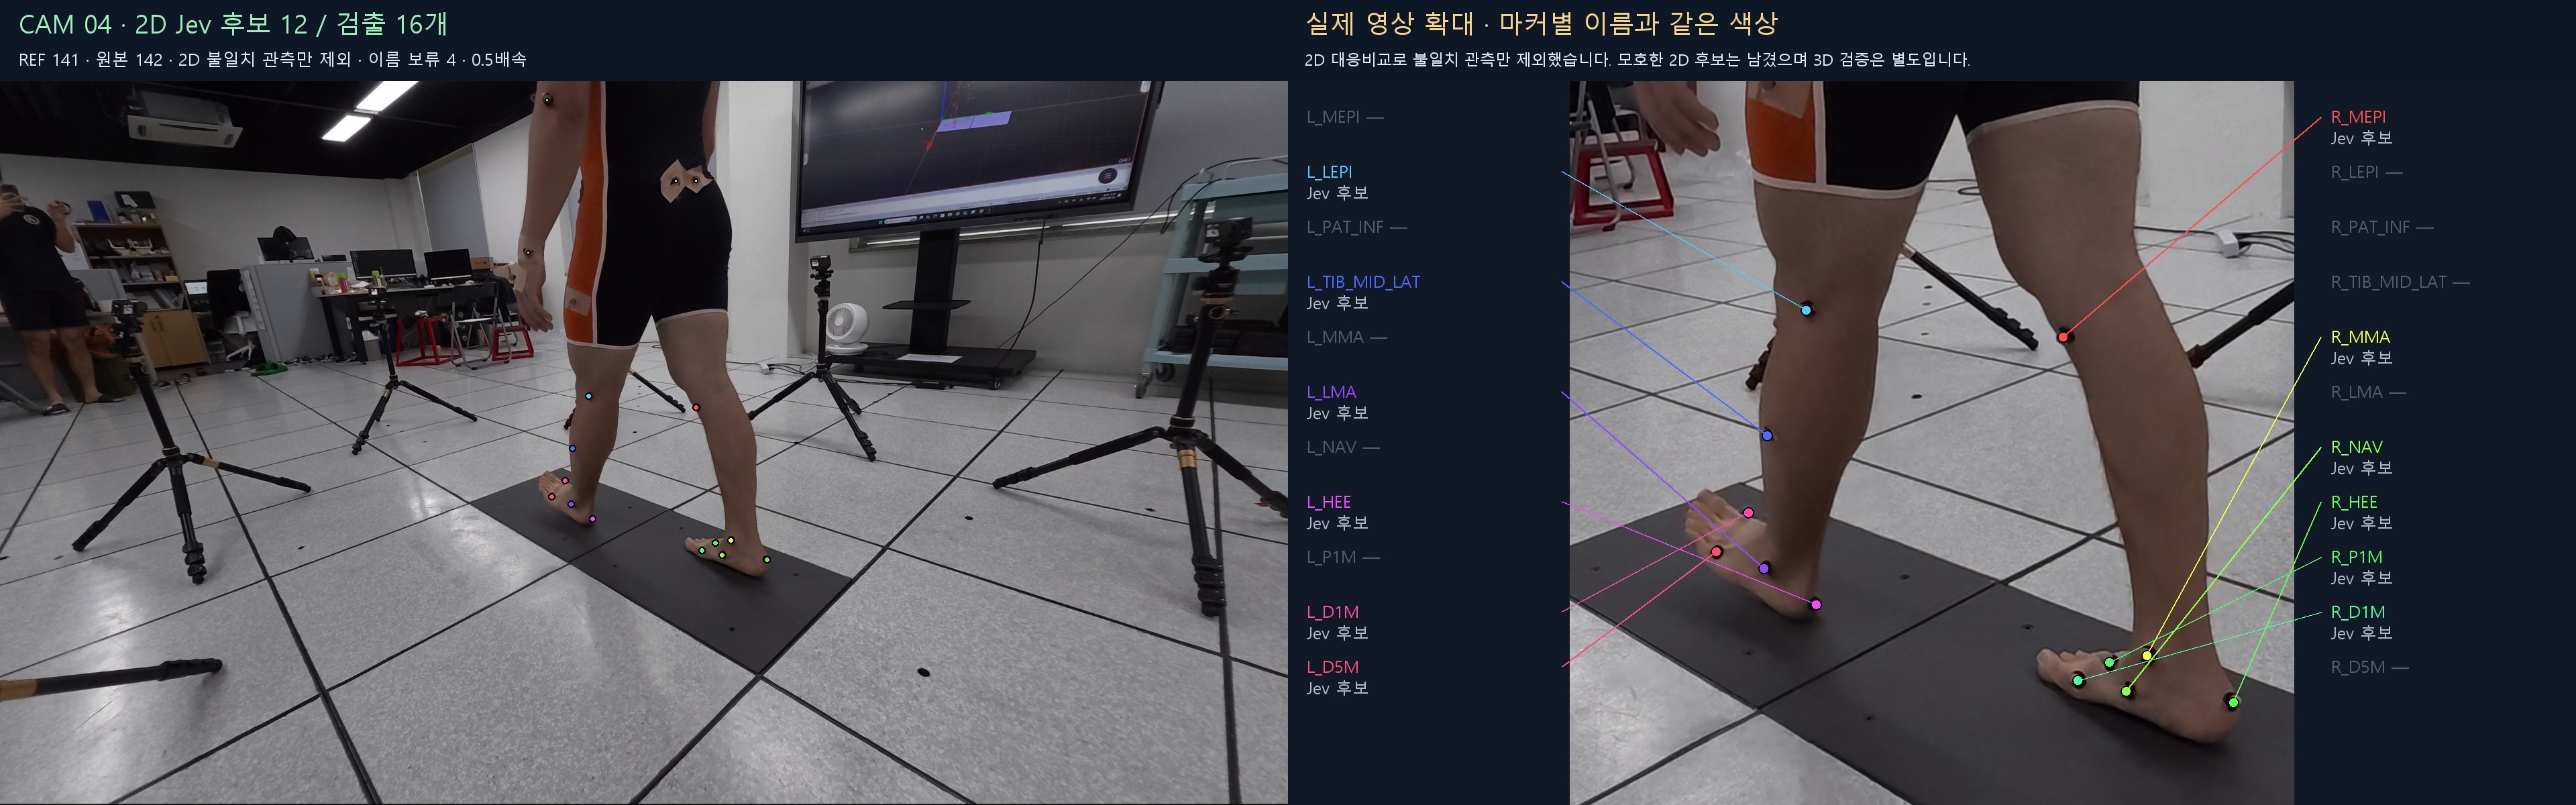 CAM 04 · 2D Jev 후보 12 / 검출 16개
REF 141 · 원본 142 · 2D 불일치 관측만 제외 · 이름 보류 4 · 0.5배속
실제 영상 확대 · 마커별 이름과 같은 색상
2D 대응비교로 불일치 관측만 제외했습니다. 모호한 2D 후보는 남겼으며 3D 검증은 별도입니다.
L_MEPI —
L_LEPI
Jev 후보
L_PAT_INF —
L_TIB_MID_LAT
Jev 후보
L_MMA —
L_LMA
Jev 후보
L_NAV —
L_HEE
Jev 후보
L_P1M —
L_D1M
Jev 후보
L_D5M
Jev 후보
R_MEPI
Jev 후보
R_LEPI —
R_PAT_INF —
R_TIB_MID_LAT —
R_MMA
Jev 후보
R_LMA —
R_NAV
Jev 후보
R_HEE
Jev 후보
R_P1M
Jev 후보
R_D1M
Jev 후보
R_D5M —